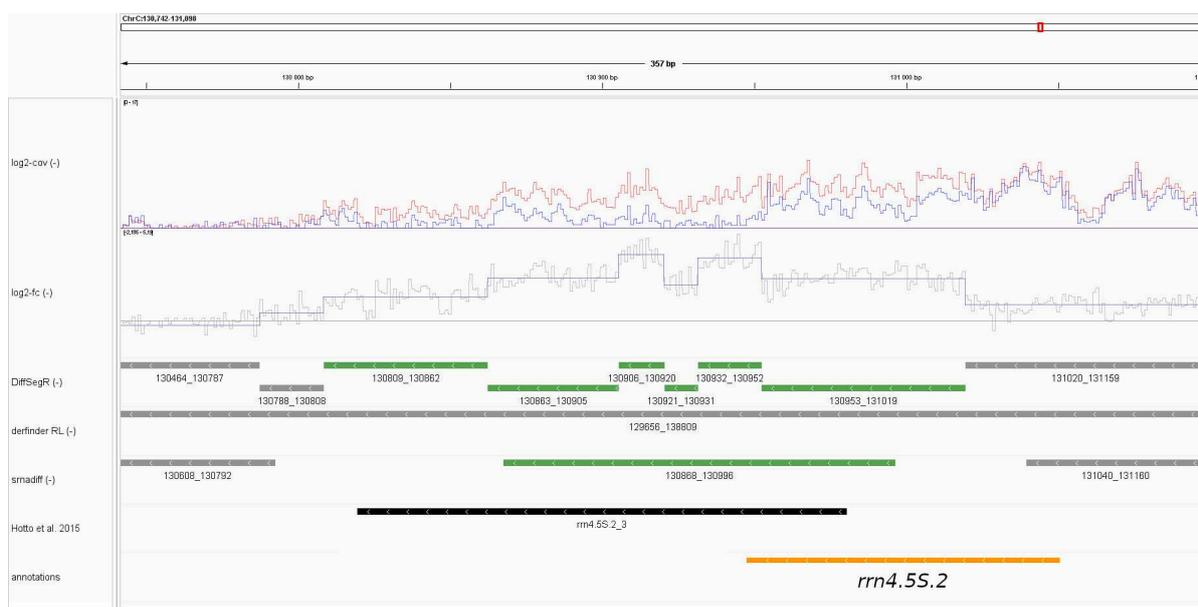 ChrC:130,742-131,098
357 bp
130 800 bp 130 900 bp 131 000 bp
log2-cov (-)
log2-fc (-)
DiffSegR (-)
130464_130787 130809_130862 130906_130920 130932_130952 131020_131159
130788_130808 130863_130905 130921_130931 130953_131019
derfinder RL (-)
129656_138809
srnadiff (-)
130608_130792 130868_130996 131040_131160
Hotto et al. 2015
rrn4.5S.2_3
annotations
rrn4.5S.2